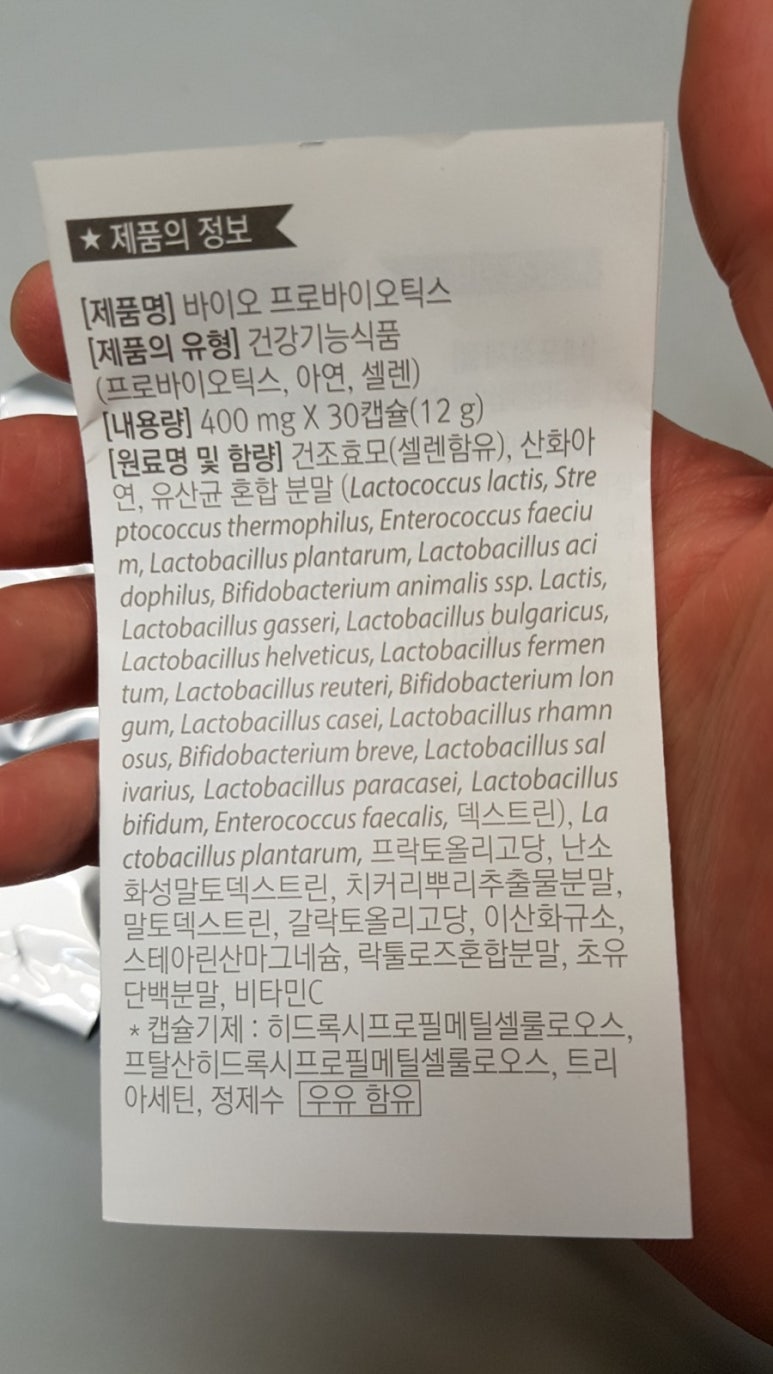 ★ 제품의 정보
[제품명] 바이오 프로바이오틱스
[제품의 유형] 건강기능식품
(프로바이오틱스, 아연, 셀렌)
[내용량] 400 mg X 30캡슐(12 g)
[원료명 및 함량] 건조효모(셀렌함유), 산화아
연, 유산균 혼합 분말 (Lactococcus lactis, Stre
ptococcus thermophilus, Enterococcus faeciu
m, Lactobacillus plantarum, Lactobacillus aci
dophilus, Bifidobacterium animalis ssp. Lactis,
Lactobacillus gasseri, Lactobacillus bulgaricus,
Lactobacillus helveticus, Lactobacillus fermen
tum, Lactobacillus reuteri, Bifidobacterium lon
gum, Lactobacillus casei, Lactobacillus rhamn
osus, Bifidobacterium breve, Lactobacillus sal
ivarius, Lactobacillus paracasei, Lactobacillus
bifidum, Enterococcus faecalis, 덱스트린), La
ctobacillus plantarum, 프락토올리고당, 난소
화성말토덱스트린, 치커리뿌리추출물분말,
말토덱스트린, 갈락토올리고당, 이산화규소,
스테아린산마그네슘, 락툴로즈혼합분말, 초유
단백분말, 비타민C
* 캡슐기제 : 히드록시프로필메틸셀룰로오스,
프탈산히드록시프로필메틸셀룰로오스, 트리
아세틴, 정제수 우유 함유